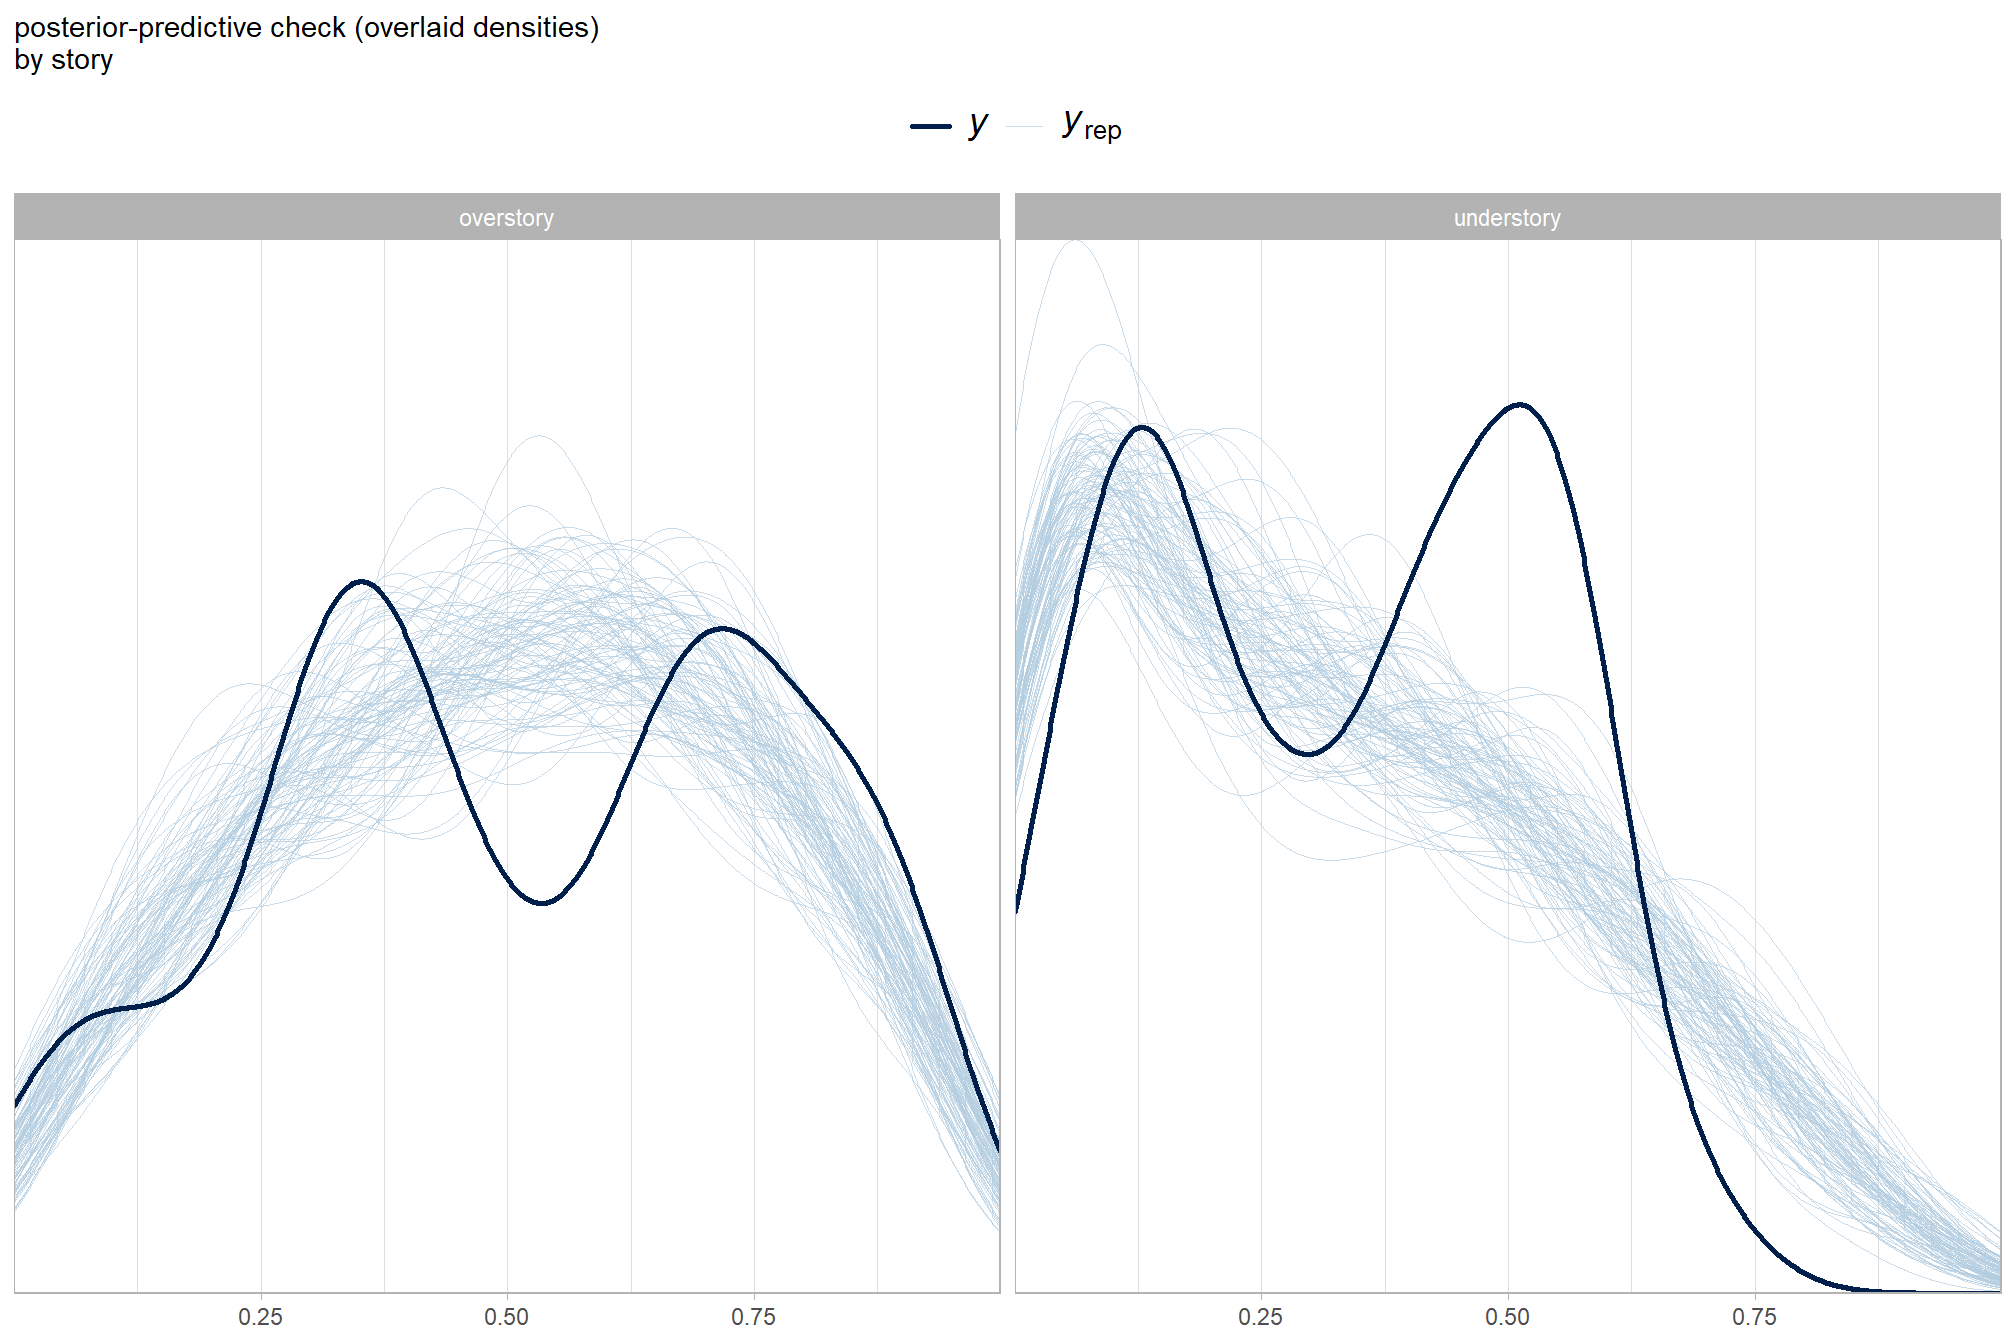 posterior-predictive check (overlaid densities)
by story
y y rep
overstory understory
0.25 0.50 0.75 0.25 0.50 0.75